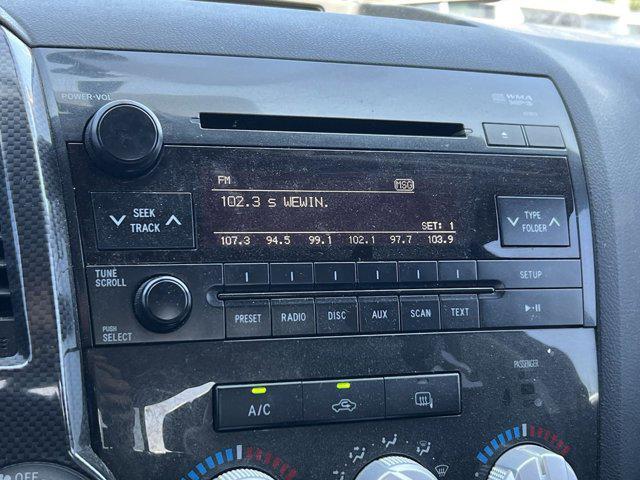 POWER·VOL
WMA
MP3
FM
MSG
102.3 s WEWIN.
SET: 1
107.3 94.5 99.1 102.1 97.7 103.9
SEEK
TRACK
TYPE
FOLDER
TUNE
SCROLL
PUSH
SELECT
SETUP
PRESET RADIO DISC AUX SCAN TEXT
PASSENGER
A/C
OFF